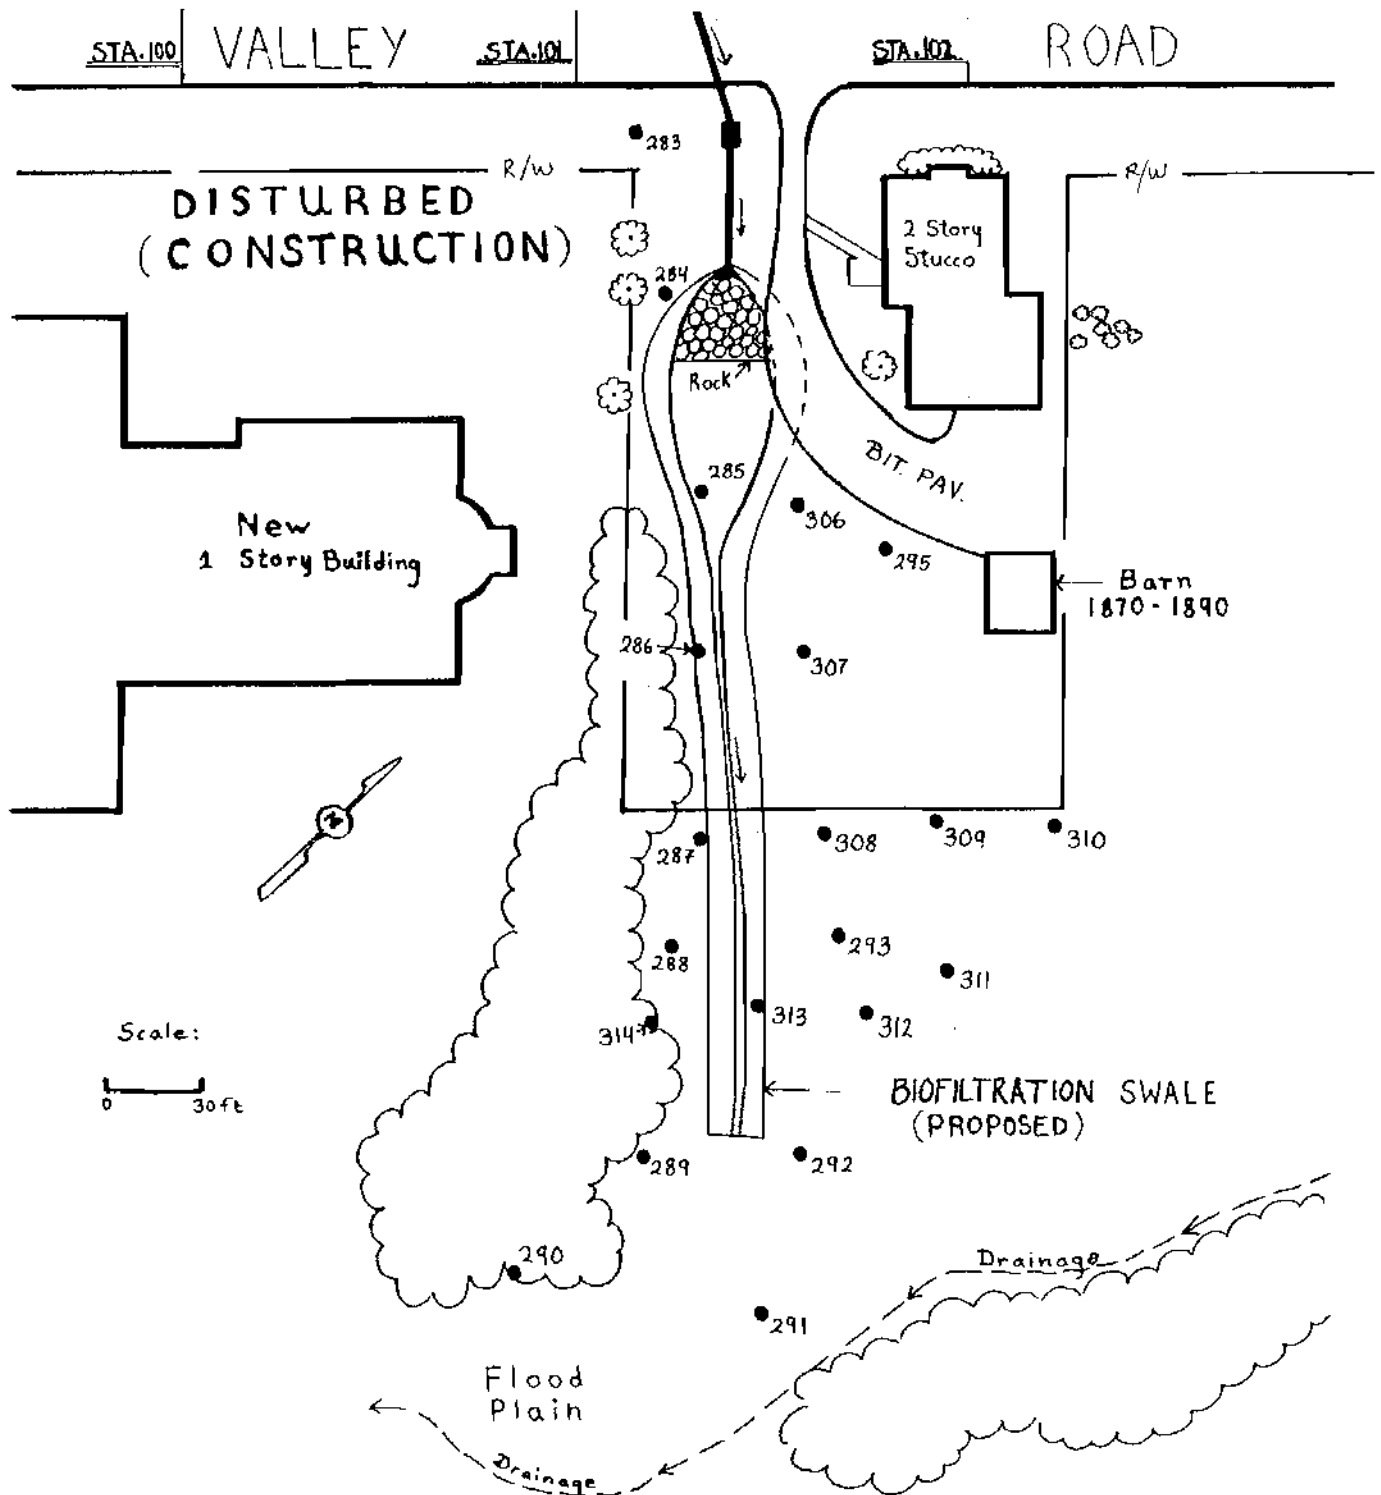 STA.100
VALLEY
STA.101
STA.102
ROAD
283
R/W
R/W
DISTURBED
(CONSTRUCTION)
2 Story
Stucco
284
Rock
BIT. PAV.
285
306
New
1 Story Building
295
Barn
1870-1890
286
307
N
287
308
309
310
288
293
311
Scale:
314
313
312
0 30ft
BIOFILTRATION SWALE
(PROPOSED)
289
292
290
Drainage
291
Flood
Plain
Drainage